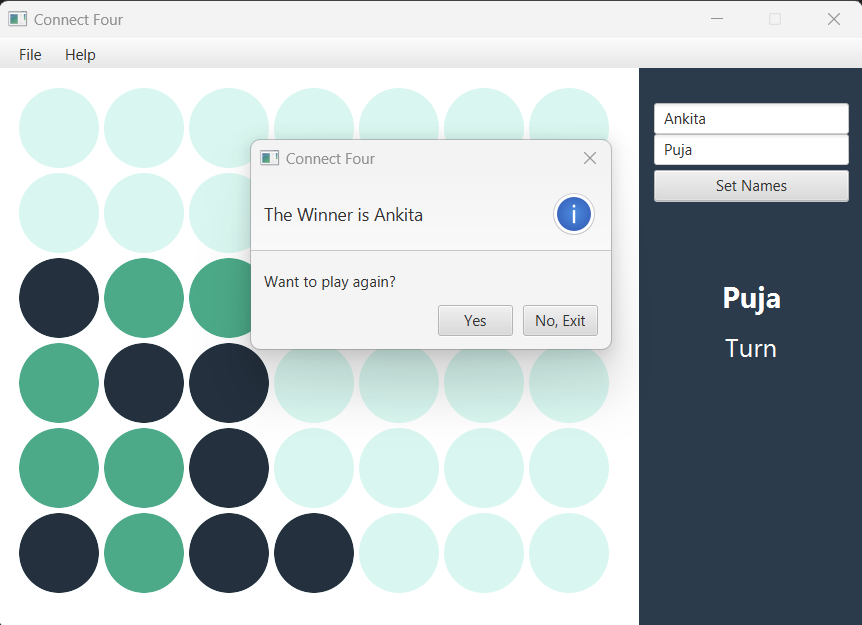 Connect Four
File Help
Ankita
Puja
Set Names
Connect Four
The Winner is Ankita
i
Want to play again?
Yes No, Exit
Puja
Turn